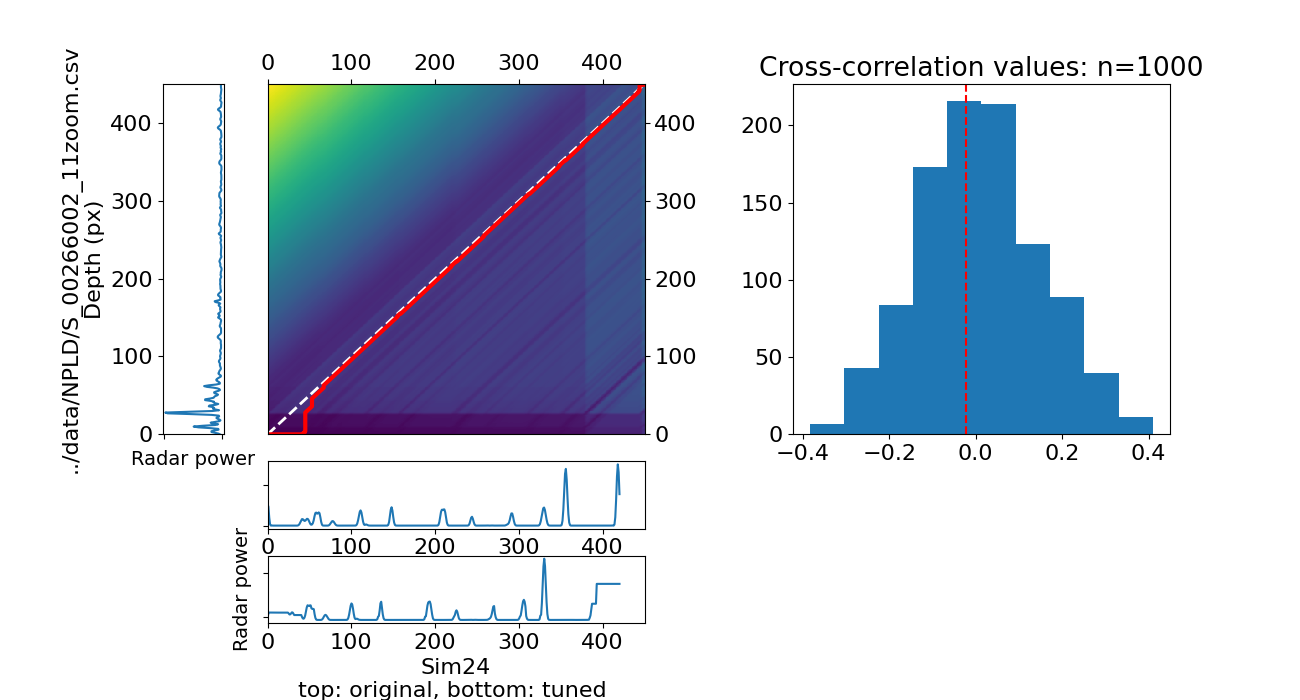 ../data/NPLD/S_00266002_11zoom.csv
Depth (px)
0 100 200 300 400
400
300
200
100
0
Radar power
400
300
200
100
0
0 100 200 300 400
Radar power
0 100 200 300 400
Sim24
top: original, bottom: tuned
Cross-correlation values: n=1000
200
150
100
50
0
−0.4 −0.2 0.0 0.2 0.4